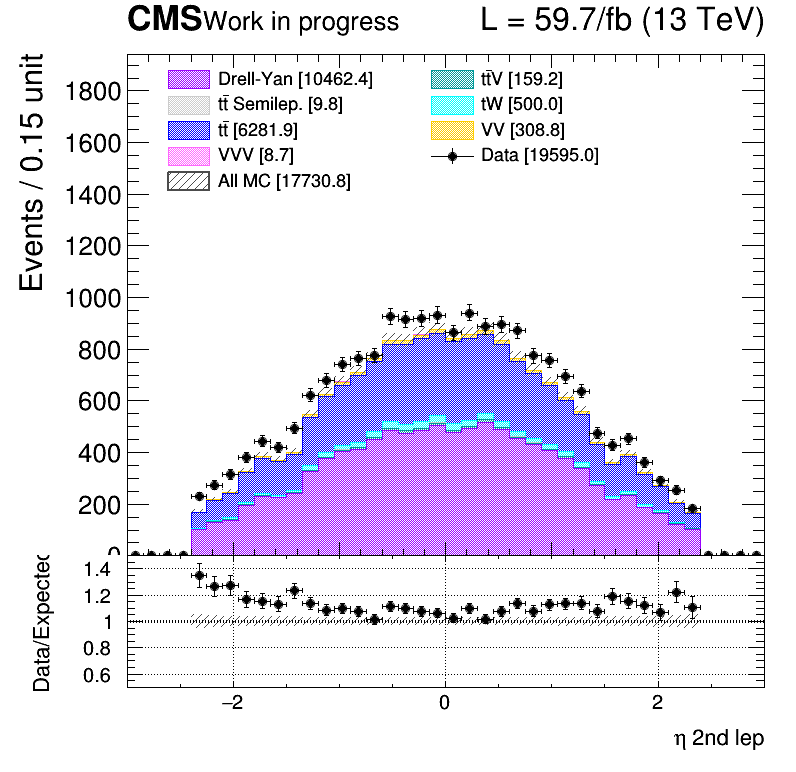 CMS Work in progress L = 59.7/fb (13 TeV)
Events / 0.15 unit
Drell-Yan [10462.4]
tt̄ Semilep. [9.8]
tt̄ [6281.9]
VVV [8.7]
All MC [17730.8]
tt̄V [159.2]
tW [500.0]
VV [308.8]
Data [19595.0]
1800
1600
1400
1200
1000
800
600
400
200
0
Data/Expected
1.4
1.2
1
0.8
0.6
−2 0 2
η 2nd lep